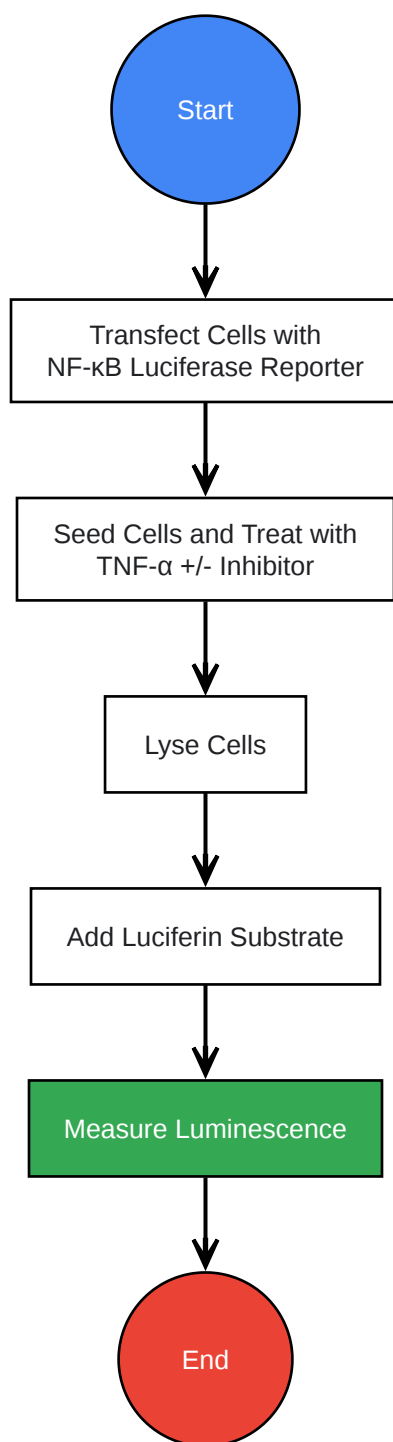 Start
Transfect Cells with
NF-κB Luciferase Reporter
Seed Cells and Treat with
TNF-α +/- Inhibitor
Lyse Cells
Add Luciferin Substrate
Measure Luminescence
End